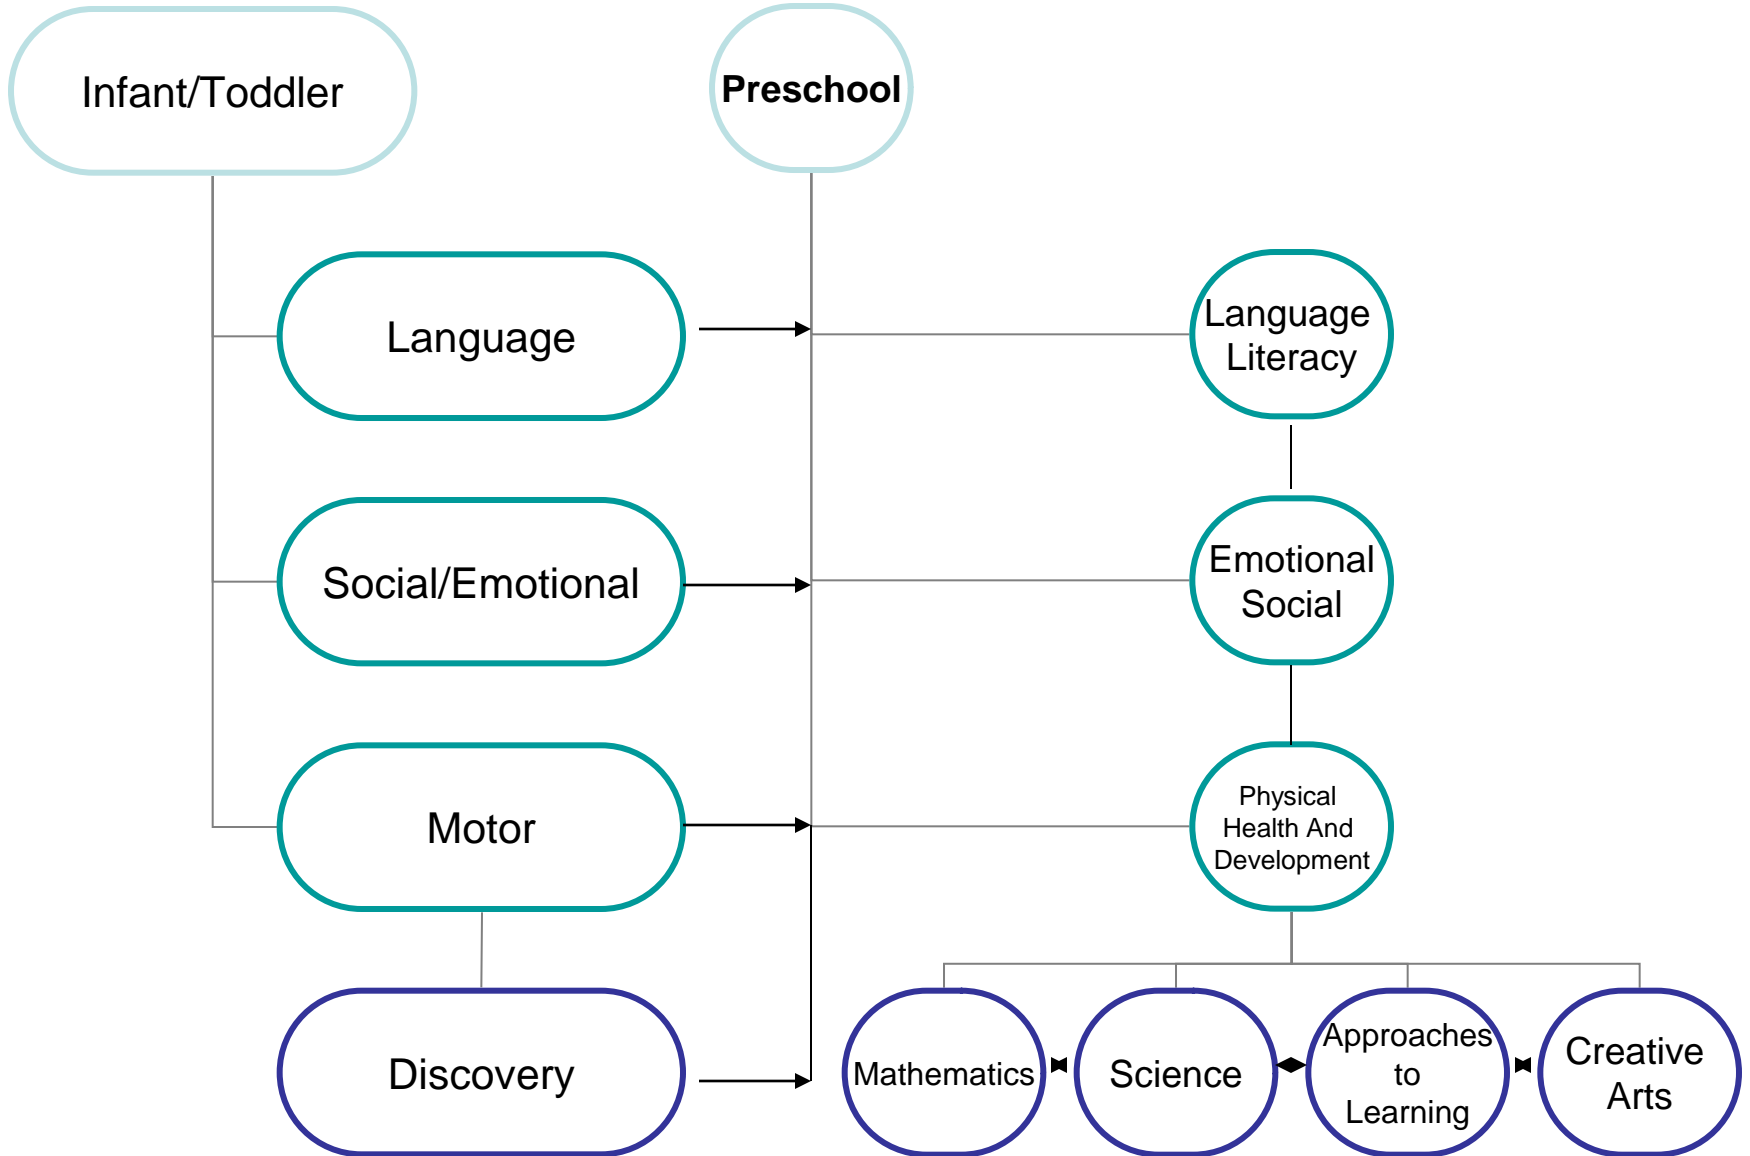 Infant/Toddler
Preschool
Language
Language
Literacy
Social/Emotional
Emotional
Social
Motor
Physical
Health And
Development
Discovery
Mathematics
Science
Approaches
to
Learning
Creative
Arts